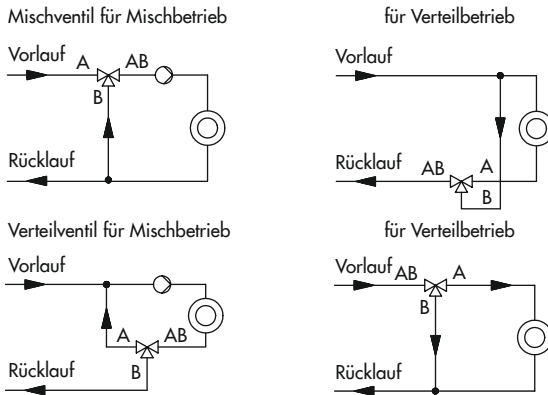 Mischventil für Mischbetrieb
Vorlauf
A AB
B
Rücklauf
für Verteilbetrieb
Vorlauf
Rücklauf
AB A
B
Verteilventil für Mischbetrieb
Vorlauf
A AB
B
Rücklauf
für Verteilbetrieb
Vorlauf AB A
B
Rücklauf